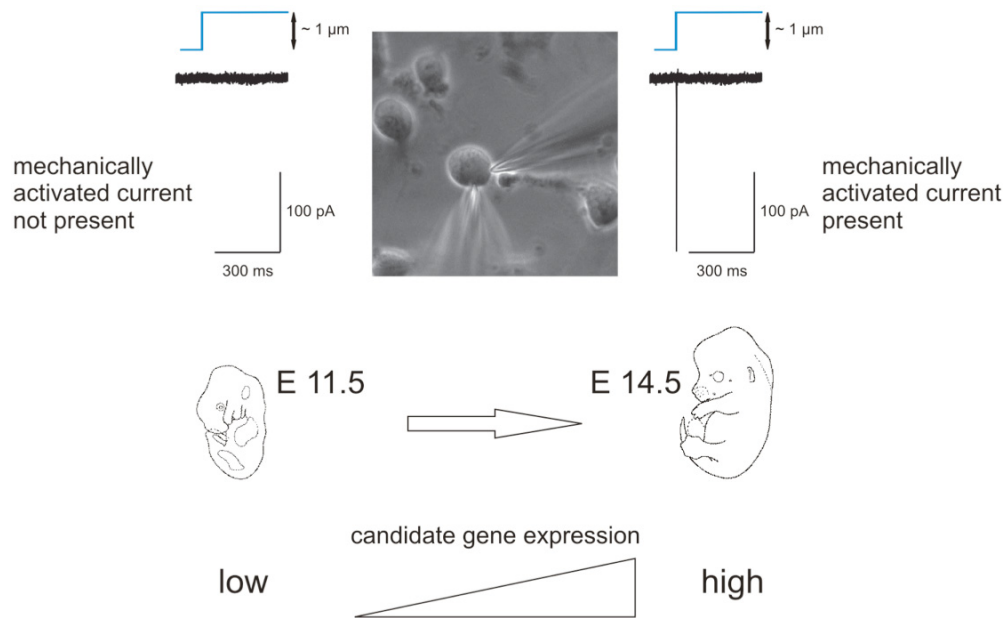 ~ 1 µm
~ 1 µm
mechanically
activated current
not present
100 pA
300 ms
mechanically
activated current
present
100 pA
300 ms
E 11.5
E 14.5
candidate gene expression
low
high